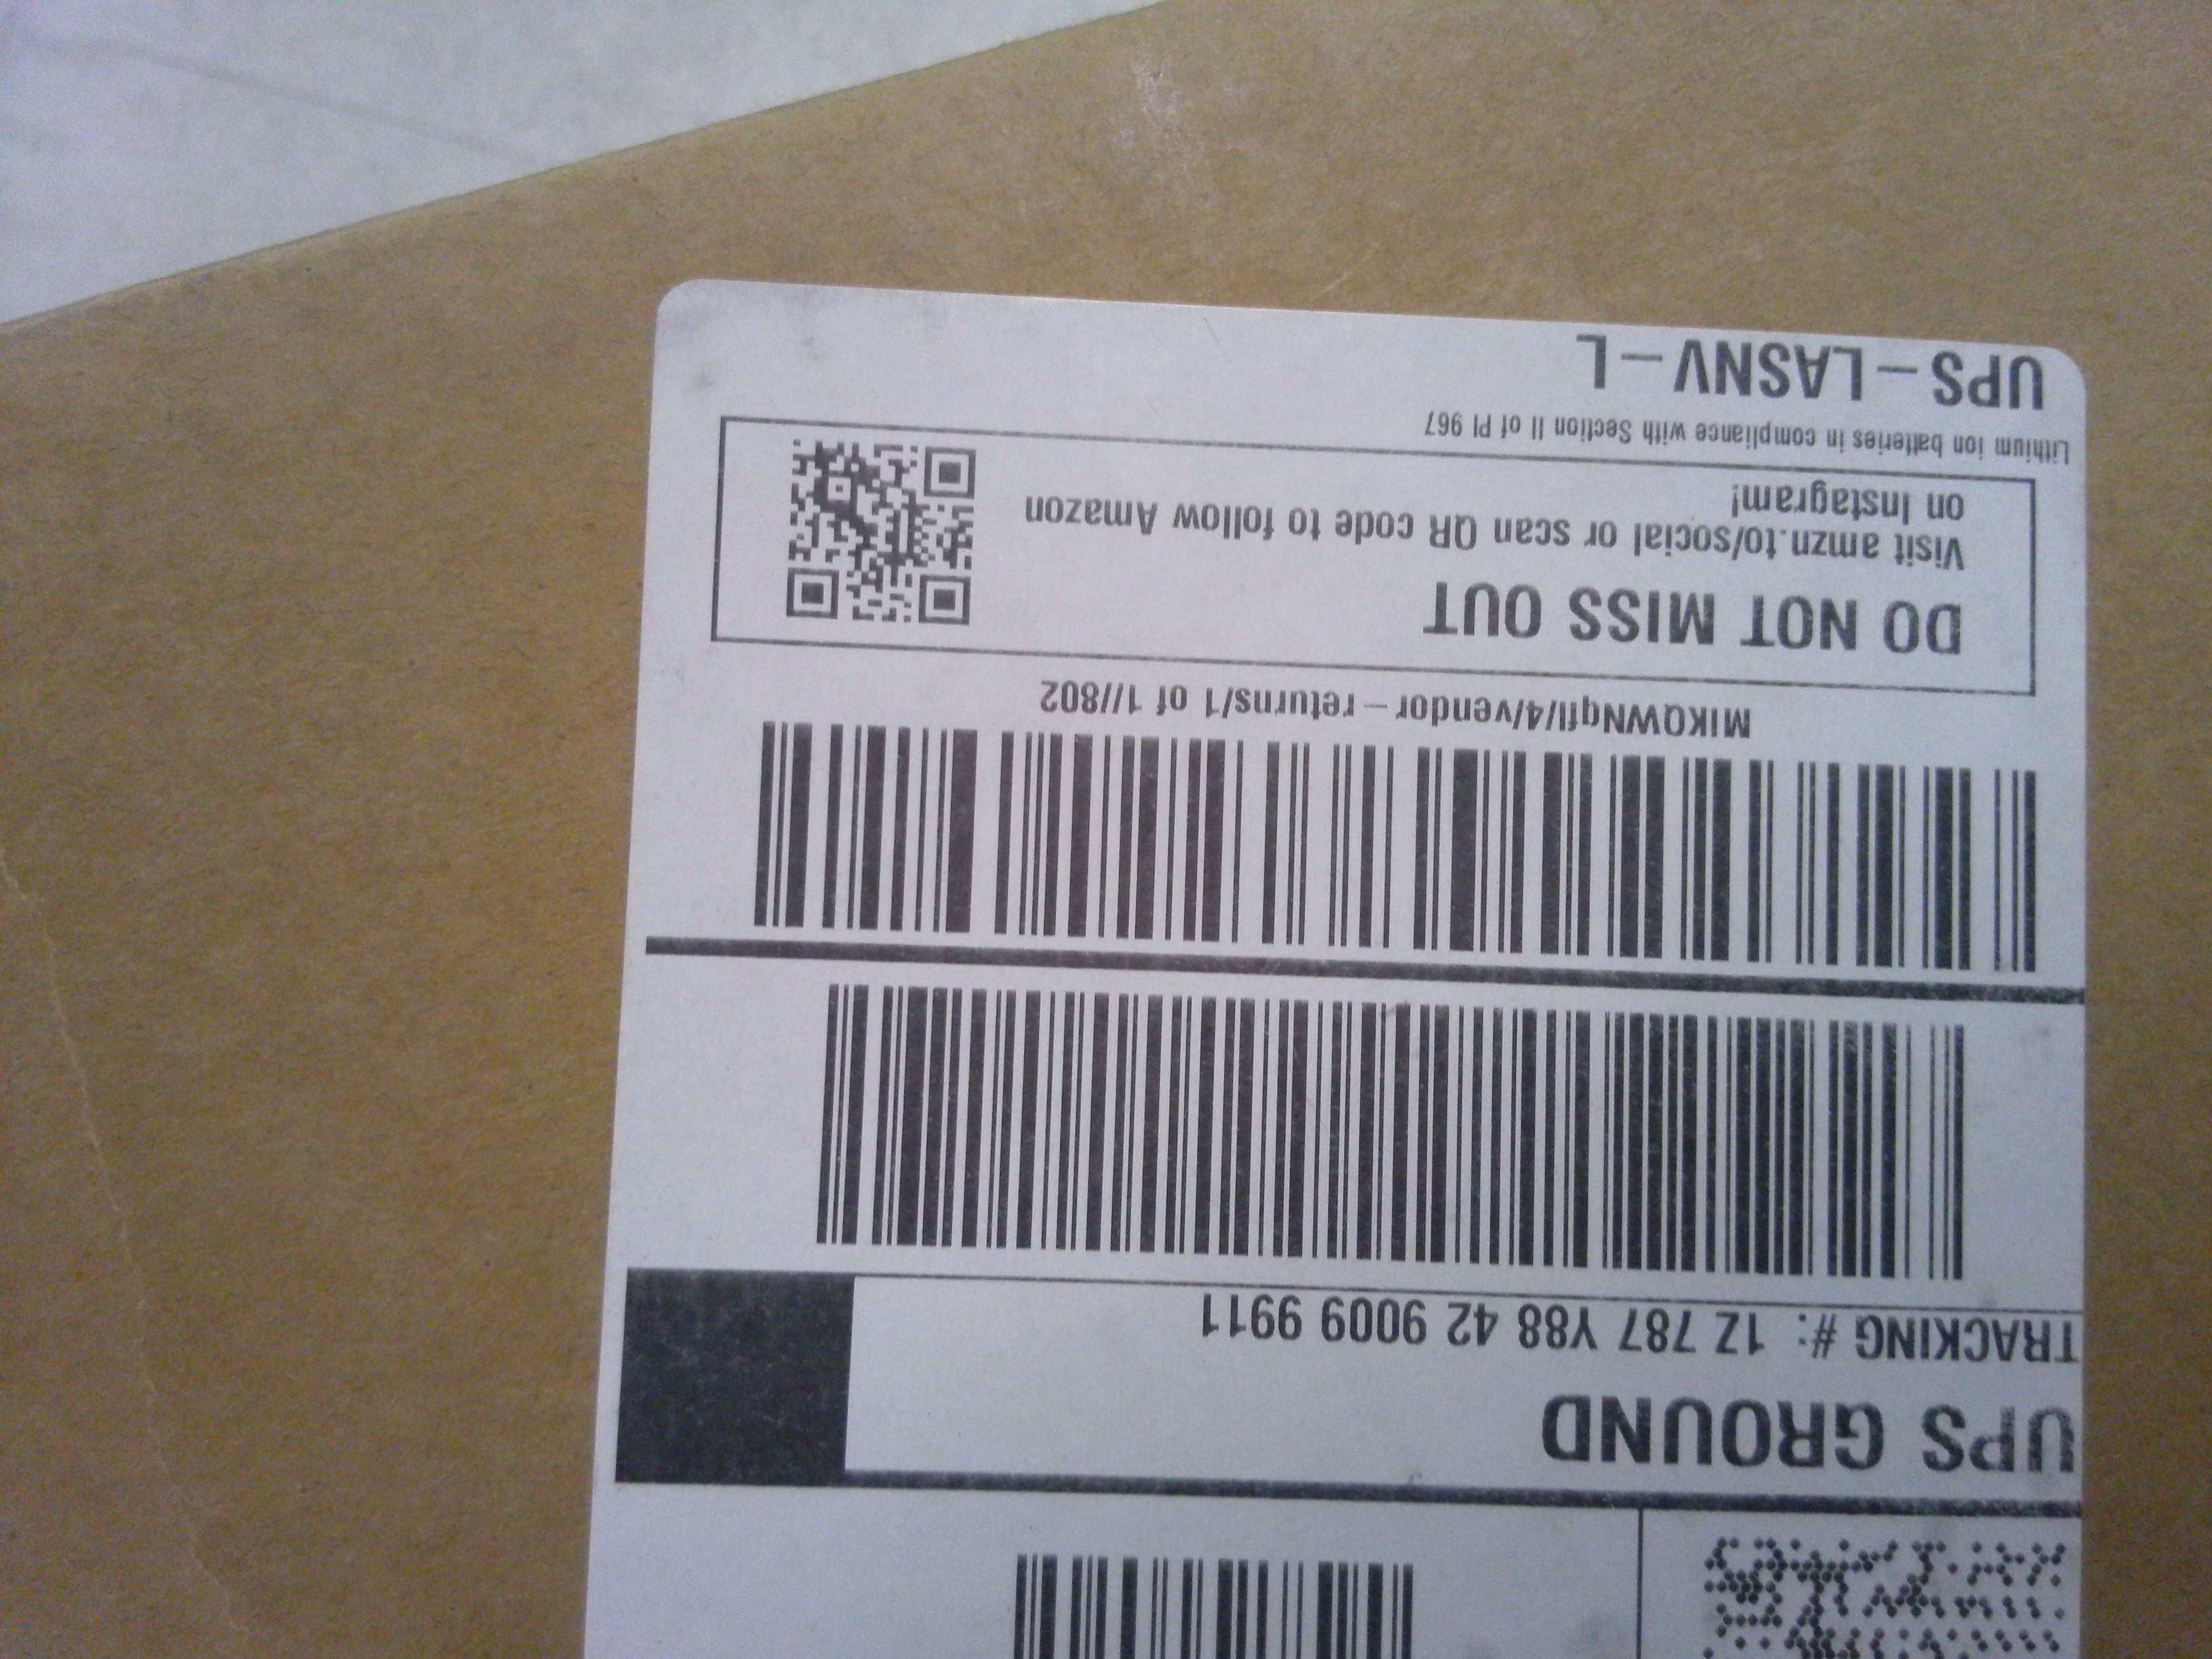 UPS GROUND
TRACKING #: 1Z 787 Y88 42 9009 9911
MIKQWNqfl/4/vendor-returns/1 of 1//802
DO NOT MISS OUT
Visit amzn.to/social or scan QR code to follow Amazon
on Instagram!
Lithium ion batteries in compliance with Section II of PI 967
UPS-LASNV-L